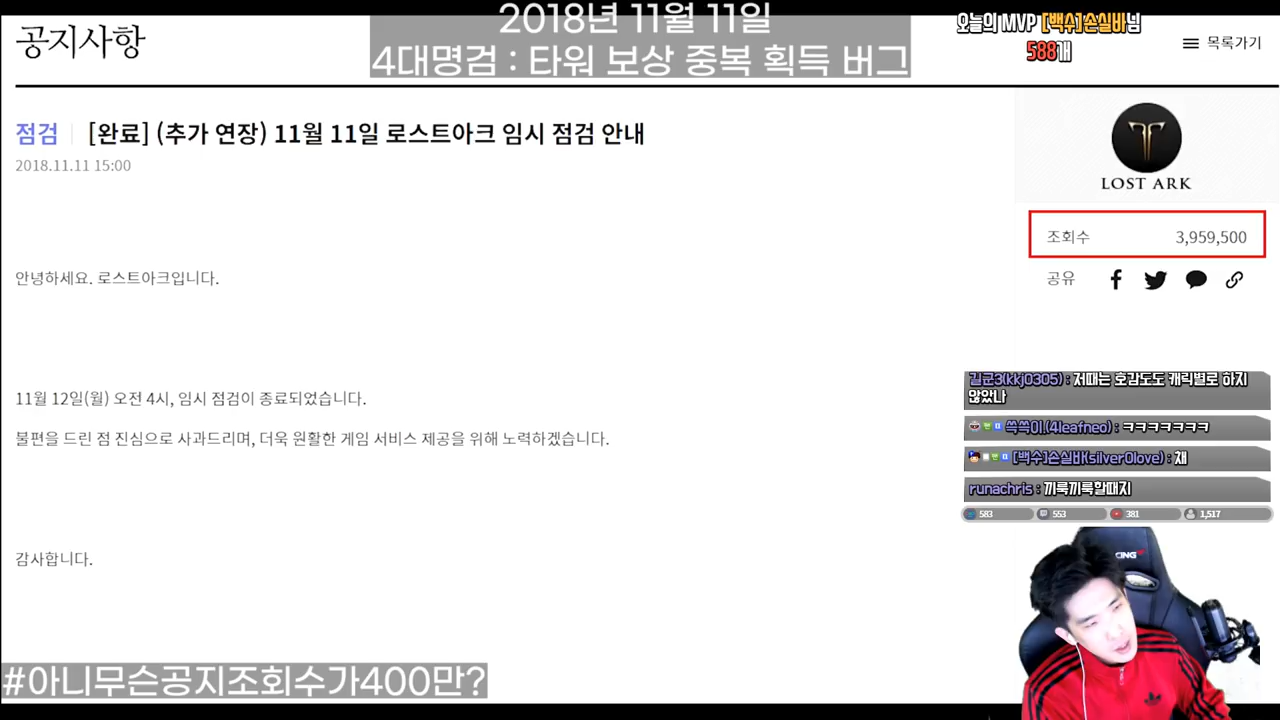 2018년 11월 11일
4대명검 : 타워 보상 중복 획득 버그
공지사항
오늘의 MVP [백수]손실바님
588개
목록가기
점검 [완료] (추가 연장) 11월 11일 로스트아크 임시 점검 안내
2018.11.11 15:00
LOST ARK
조회수 3,959,500
공유
안녕하세요. 로스트아크입니다.
11월 12일(월) 오전 4시, 임시 점검이 종료되었습니다.
불편을 드린 점 진심으로 사과드리며, 더욱 원활한 게임 서비스 제공을 위해 노력하겠습니다.
감사합니다.
길군3(kkj0305) : 저때는 호감도도 캐릭별로 하지
않았나
쓱쓱이.(4leafneo) : ㅋㅋㅋㅋㅋㅋㅋ
[백수]손실바(silver0love) : 채
runachris : 끼룩끼룩할때지
583 553 381 1,517
CING
#아니무슨공지조회수가400만?